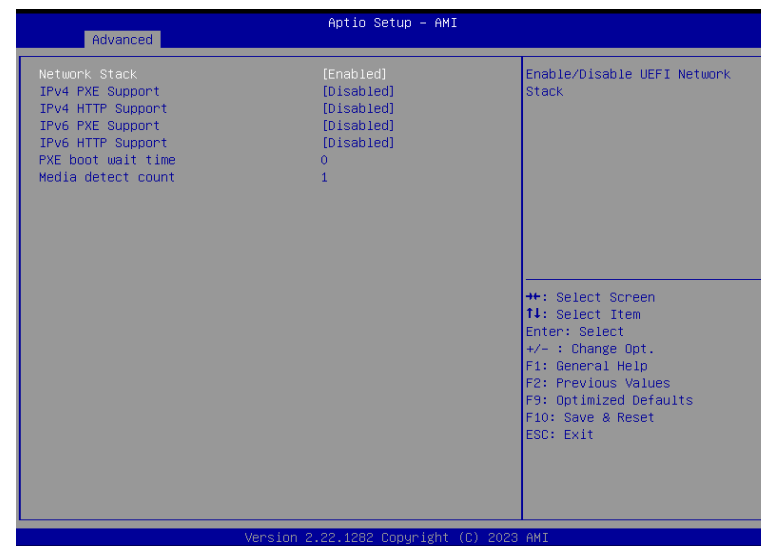 Aptio Setup – AMI
Advanced
Network Stack [Enabled]
IPv4 PXE Support [Disabled]
IPv4 HTTP Support [Disabled]
IPv6 PXE Support [Disabled]
IPv6 HTTP Support [Disabled]
PXE boot wait time 0
Media detect count 1
Enable/Disable UEFI Network
Stack
→←: Select Screen
↑↓: Select Item
Enter: Select
+/- : Change Opt.
F1: General Help
F2: Previous Values
F9: Optimized Defaults
F10: Save & Reset
ESC: Exit
Version 2.22.1282 Copyright (C) 2023 AMI